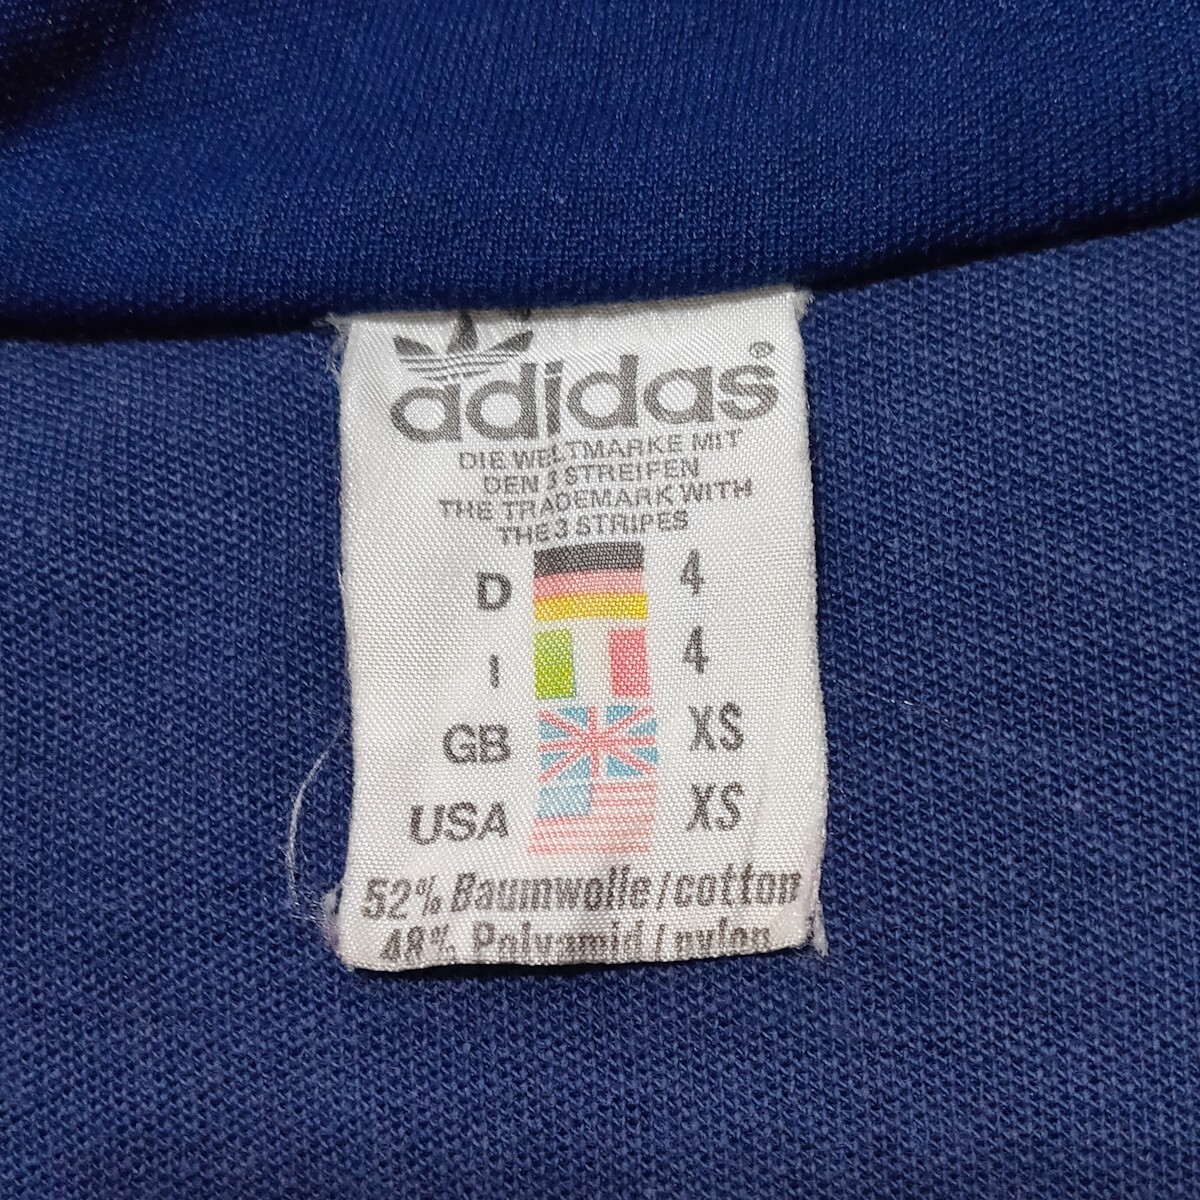 adidas®
DIE WELTMARKE MIT
DEN 3 STREIFEN
THE TRADEMARK WITH
THE 3 STRIPES
D 4
I 4
GB XS
USA XS
52% Baumwolle/cotton
48% Polyamid/nylon